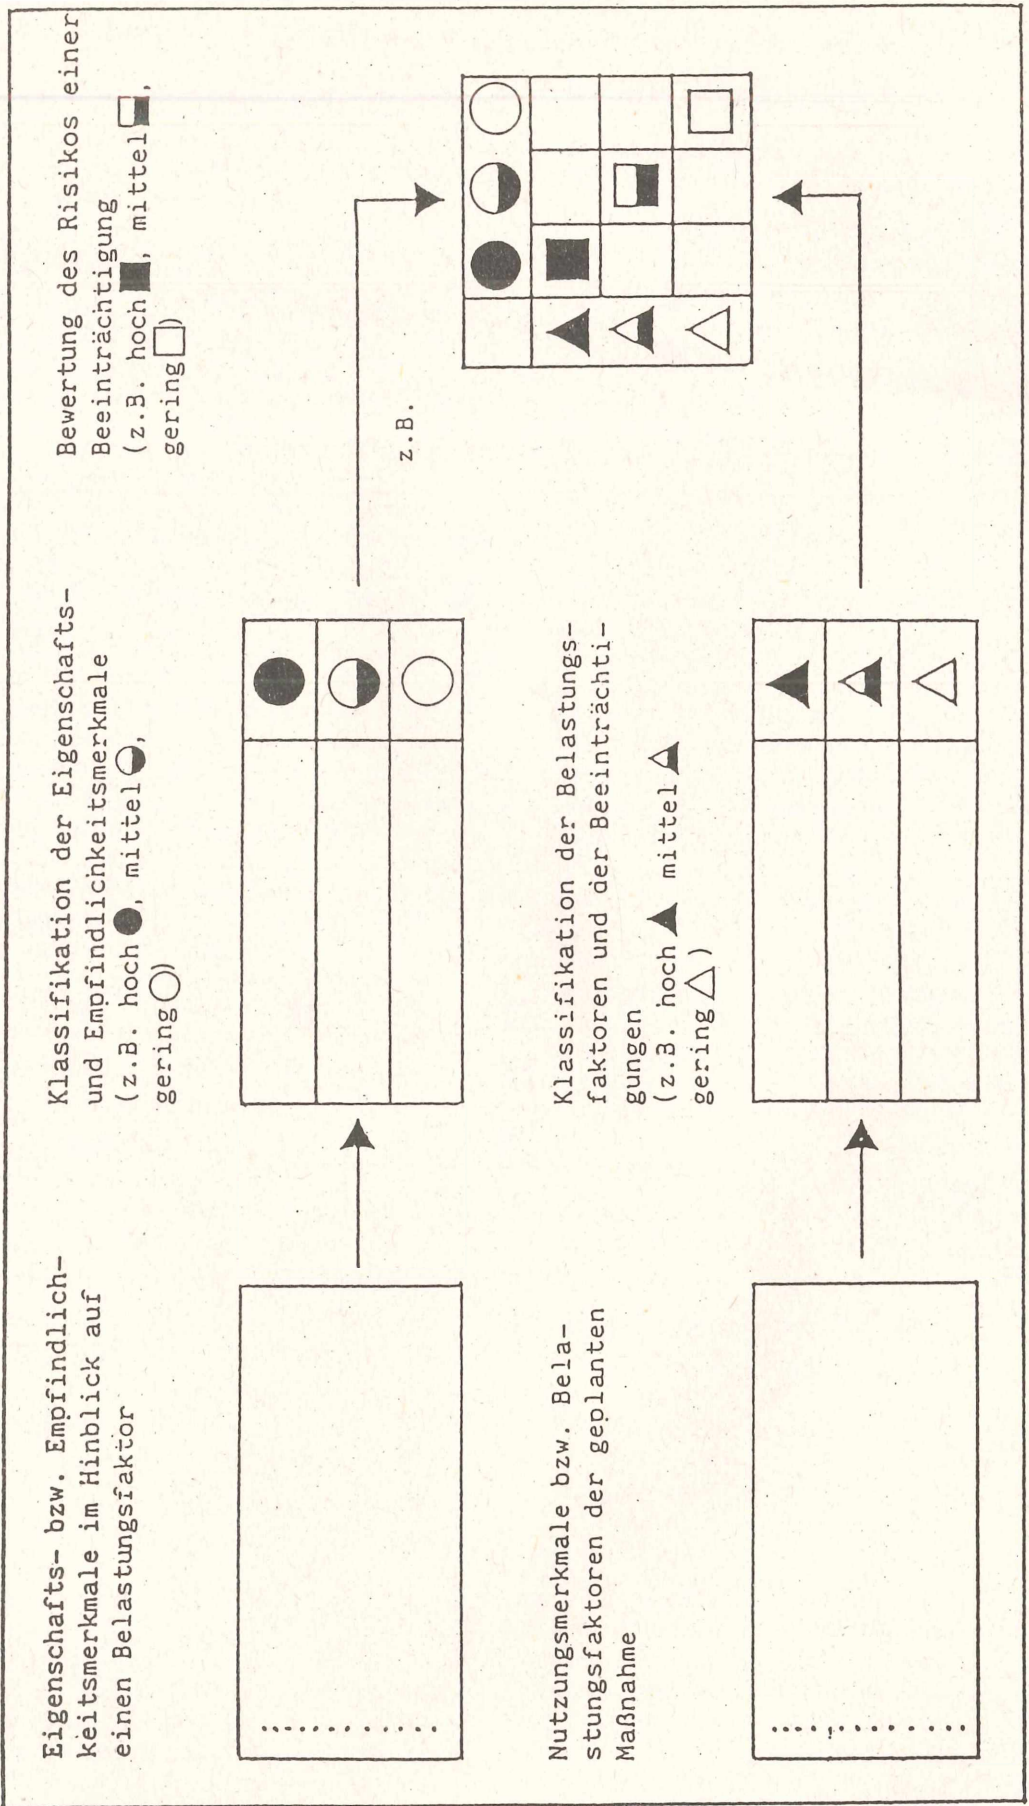 Eigenschafts- bzw. Empfindlich-
keitsmerkmale im Hinblick auf
einen Belastungsfaktor
Klassifikation der Eigenschafts-
und Empfindlichkeitsmerkmale
(z.B. hoch ●, mittel ◒,
gering ○)
Bewertung des Risikos einer
Beeinträchtigung
(z.B. hoch ■, mittel ⬓,
gering □)
z.B.
Nutzungsmerkmale bzw. Bela-
stungsfaktoren der geplanten
Maßnahme
Klassifikation der Belastungs-
faktoren und der Beeinträchti-
gungen
(z.B. hoch ▲ mittel ◭
gering △)